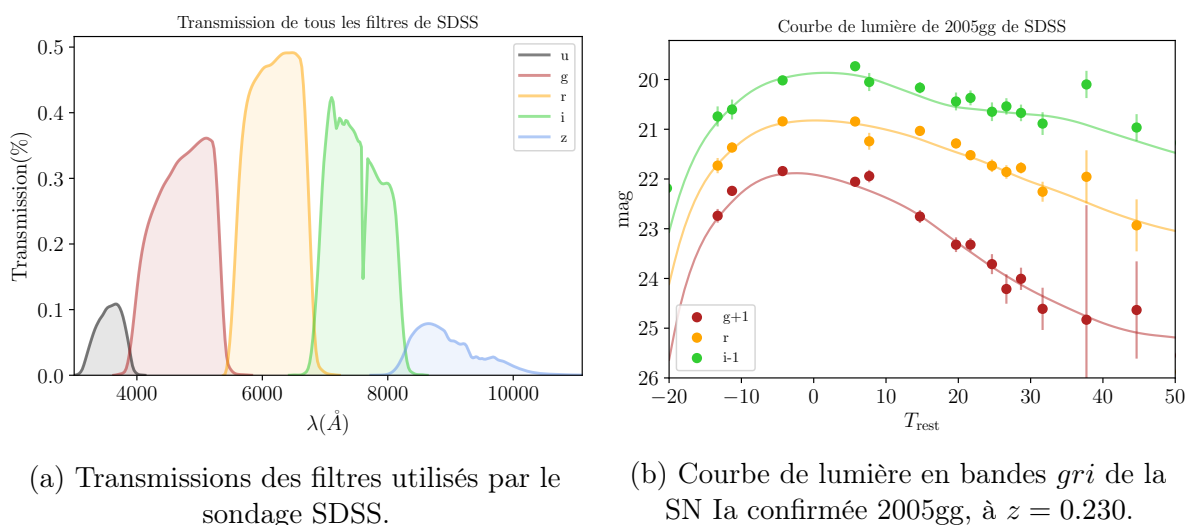 Transmission de tous les filtres de SDSS
Transmission(%)
0.5
0.4
0.3
0.2
0.1
0.0
u
g
r
i
z
4000 6000 8000 10000
λ(Å)
(a) Transmissions des filtres utilisés par le
sondage SDSS.
Courbe de lumière de 2005gg de SDSS
mag
20
21
22
23
24
25
26
g+1
r
i-1
−20 −10 0 10 20 30 40 50
T_rest
(b) Courbe de lumière en bandes gri de la
SN Ia confirmée 2005gg, à z = 0.230.